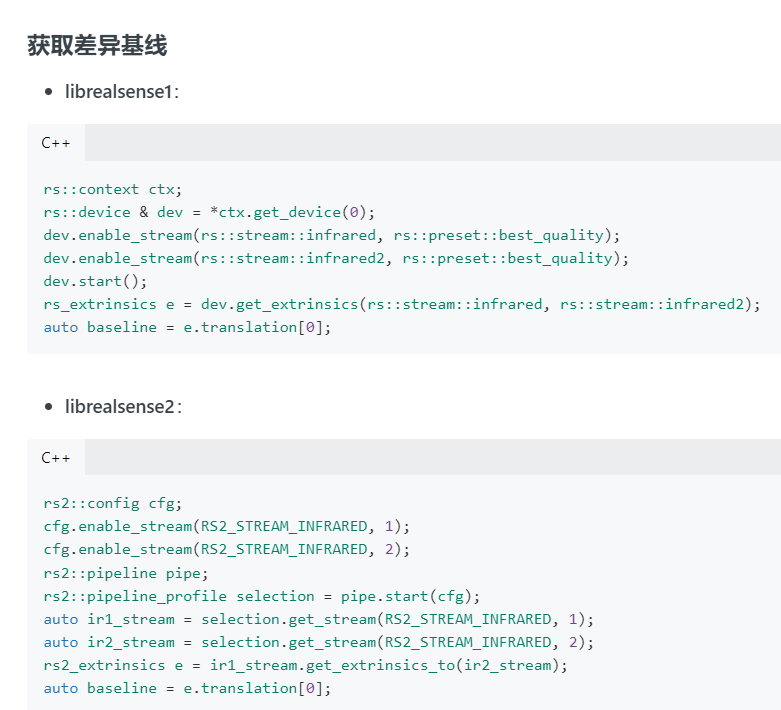 获取差异基线
• librealsense1：
C++
rs::context ctx;
rs::device & dev = *ctx.get_device(0);
dev.enable_stream(rs::stream::infrared, rs::preset::best_quality);
dev.enable_stream(rs::stream::infrared2, rs::preset::best_quality);
dev.start();
rs_extrinsics e = dev.get_extrinsics(rs::stream::infrared, rs::stream::infrared2);
auto baseline = e.translation[0];
• librealsense2：
C++
rs2::config cfg;
cfg.enable_stream(RS2_STREAM_INFRARED, 1);
cfg.enable_stream(RS2_STREAM_INFRARED, 2);
rs2::pipeline pipe;
rs2::pipeline_profile selection = pipe.start(cfg);
auto ir1_stream = selection.get_stream(RS2_STREAM_INFRARED, 1);
auto ir2_stream = selection.get_stream(RS2_STREAM_INFRARED, 2);
rs2_extrinsics e = ir1_stream.get_extrinsics_to(ir2_stream);
auto baseline = e.translation[0];